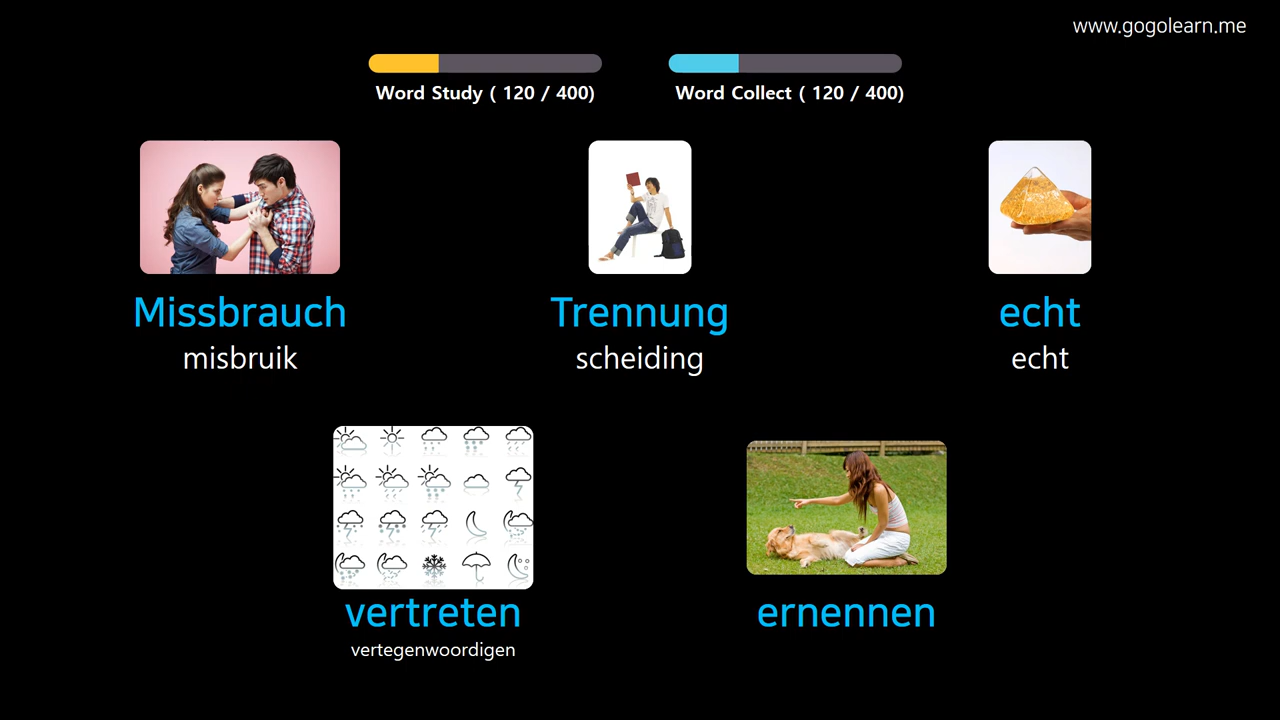 www.gogolearn.me
Word Study ( 120 / 400)
Word Collect ( 120 / 400)
Missbrauch
misbruik
Trennung
scheiding
echt
echt
vertreten
vertegenwoordigen
ernennen